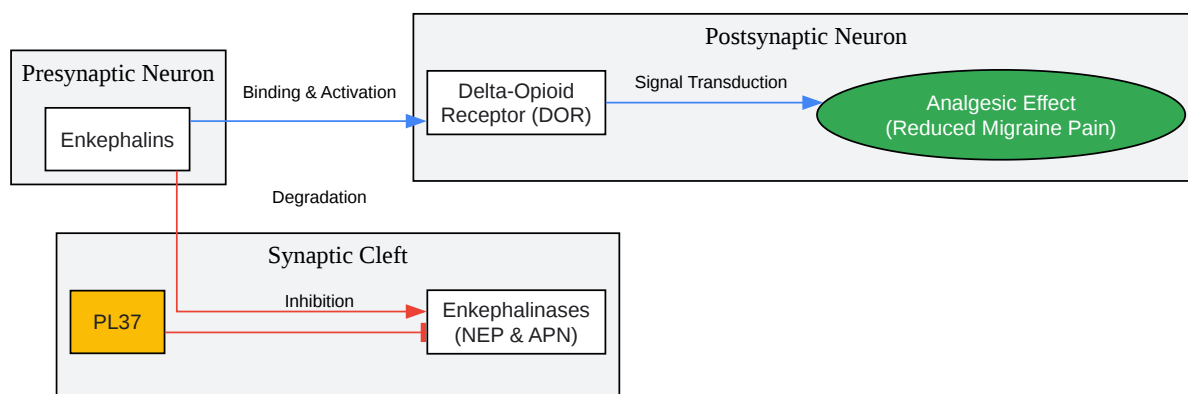 Postsynaptic Neuron
Presynaptic Neuron
Enkephalins
Binding & Activation
Delta-Opioid
Receptor (DOR)
Signal Transduction
Analgesic Effect
(Reduced Migraine Pain)
Degradation
Synaptic Cleft
PL37
Inhibition
Enkephalinases
(NEP & APN)